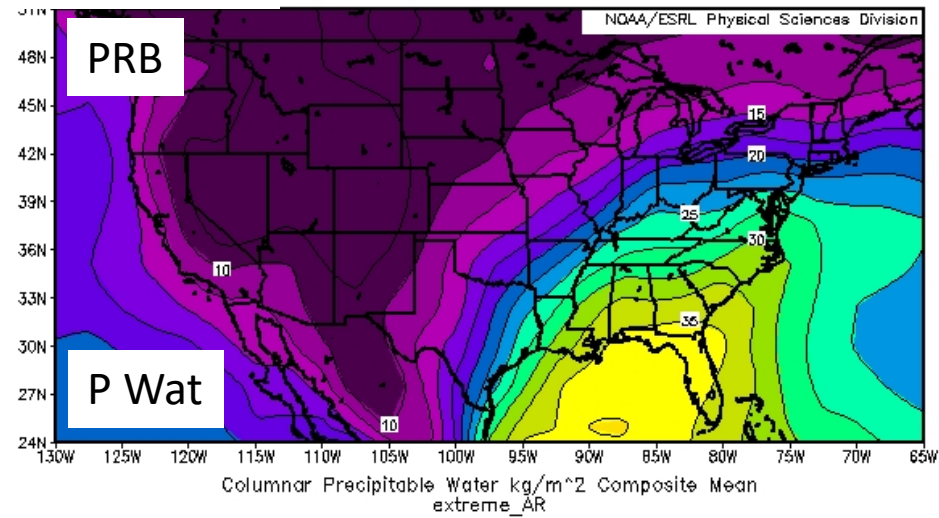 NOAA/ESRL Physical Sciences Division
51N
PRB
48N
45N
42N
39N
36N
33N
30N
27N
24N
15
20
25
30
10
35
10
P Wat
130W 125W 120W 115W 110W 105W 100W 95W 90W 85W 80W 75W 70W 65W
Columnar Precipitable Water kg/m^2 Composite Mean
extreme_AR